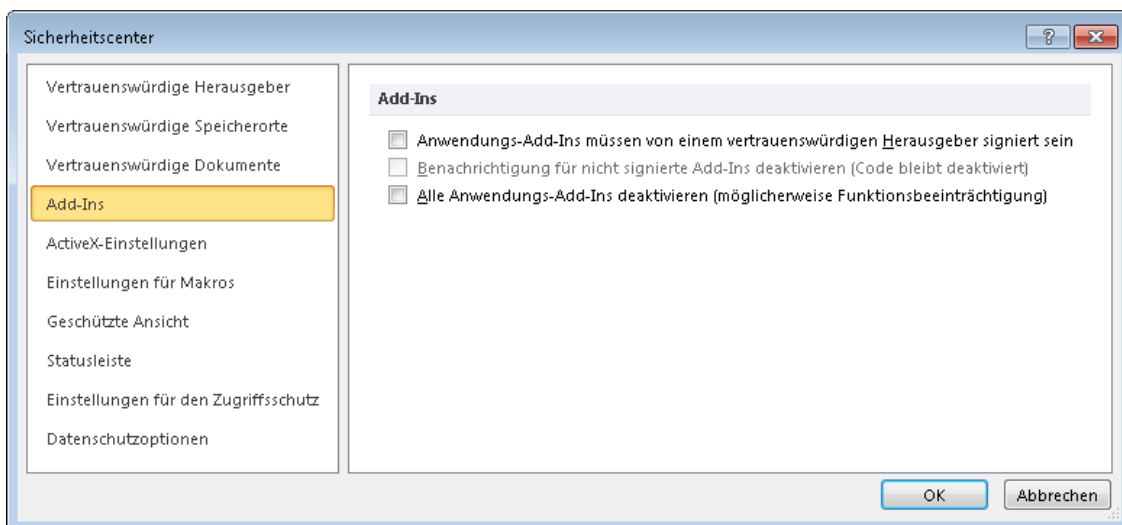 Sicherheitscenter
Vertrauenswürdige Herausgeber
Vertrauenswürdige Speicherorte
Vertrauenswürdige Dokumente
Add-Ins
ActiveX-Einstellungen
Einstellungen für Makros
Geschützte Ansicht
Statusleiste
Einstellungen für den Zugriffsschutz
Datenschutzoptionen
Add-Ins
Anwendungs-Add-Ins müssen von einem vertrauenswürdigen Herausgeber signiert sein
Benachrichtigung für nicht signierte Add-Ins deaktivieren (Code bleibt deaktiviert)
Alle Anwendungs-Add-Ins deaktivieren (möglicherweise Funktionsbeeinträchtigung)
OK
Abbrechen